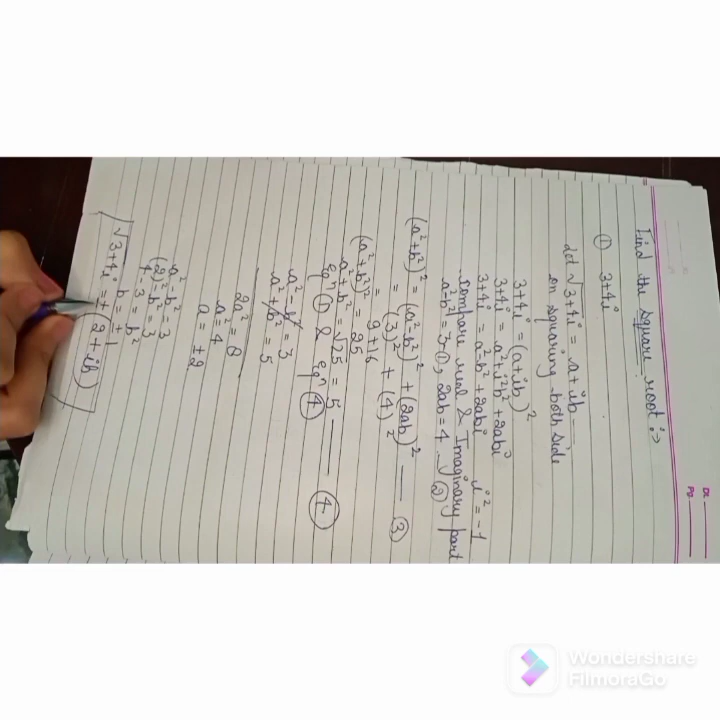 DL
PG
Find the square root :->
① 3+4i
Let √3+4i = a+ib
on squaring both side
3+4i = (a+ib)²
3+4i = a²+i²b²+2abi
3+4i = a²-b²+2abi i²=-1
compare real & Imaginary part
a²-b²=3-①, 2ab=4-②
(a²+b²)² = (a²-b²)²+(2ab)² — ③
= (3)² + (4)²
= 9+16
(a²+b²)² = 25
a²+b² = √25 = 5 — ④
eqⁿ ① & eqⁿ ④
a²-b²=3
a²+b²=5
2a²=8
a²=4
a=±2
a²-b²=3
(2)²-b²=3
4-3=b²
b=±1
√3+4i = ±(2+ib)
Wondershare
FilmoraGo